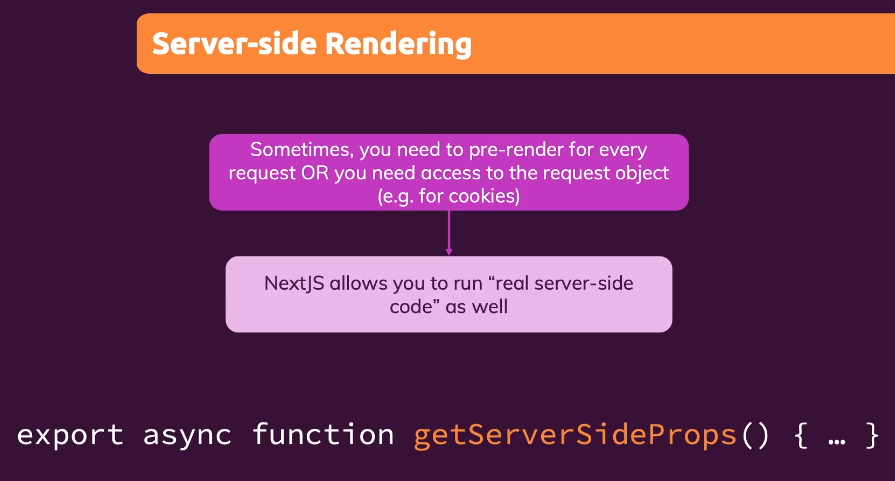 Server-side Rendering
Sometimes, you need to pre-render for every
request OR you need access to the request object
(e.g. for cookies)
NextJS allows you to run “real server-side
code” as well
export async function getServerSideProps() { … }